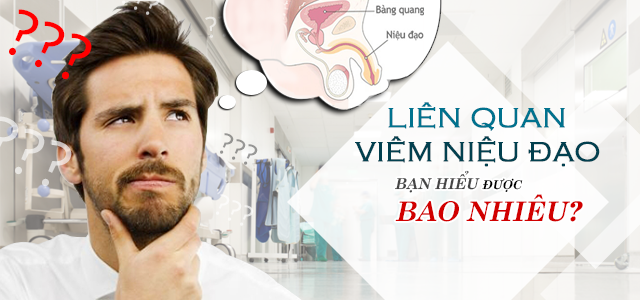 ? ? ?
Bàng quang
Niệu đạo
? ? ?
?
LIÊN QUAN
VIÊM NIỆU ĐẠO
BẠN HIỂU ĐƯỢC
BAO NHIÊU?